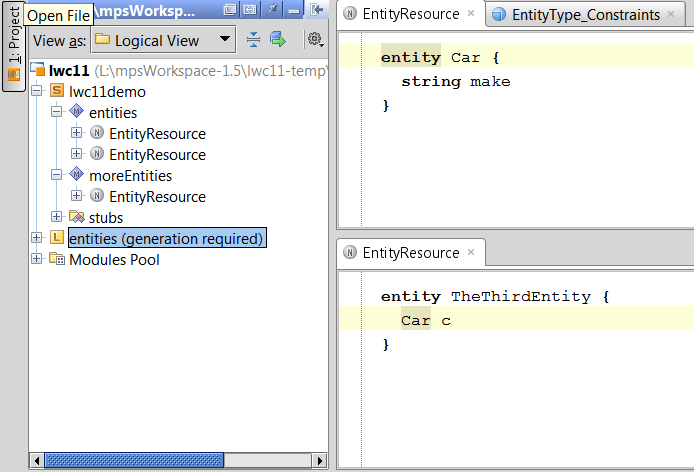 Open File
\mpsWorksp...
1: Project
View as: Logical View
lwc11 (L:\mpsWorkspace-1.5\lwc11-temp\
lwc11demo
entities
EntityResource
EntityResource
moreEntities
EntityResource
stubs
entities (generation required)
Modules Pool
EntityResource
EntityType_Constraints
entity Car {
string make
}
EntityResource
entity TheThirdEntity {
Car c
}